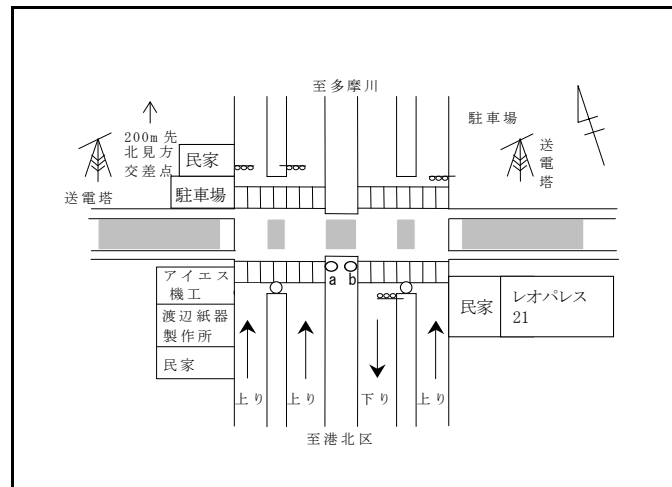 至多摩川
駐車場
200m先
北見方
交差点
送
電
塔
民家
送電塔
駐車場
アイエス
機工
a b
渡辺紙器
製作所
民家
民家
レオパレス
21
上り 上り 下り 上り
至港北区